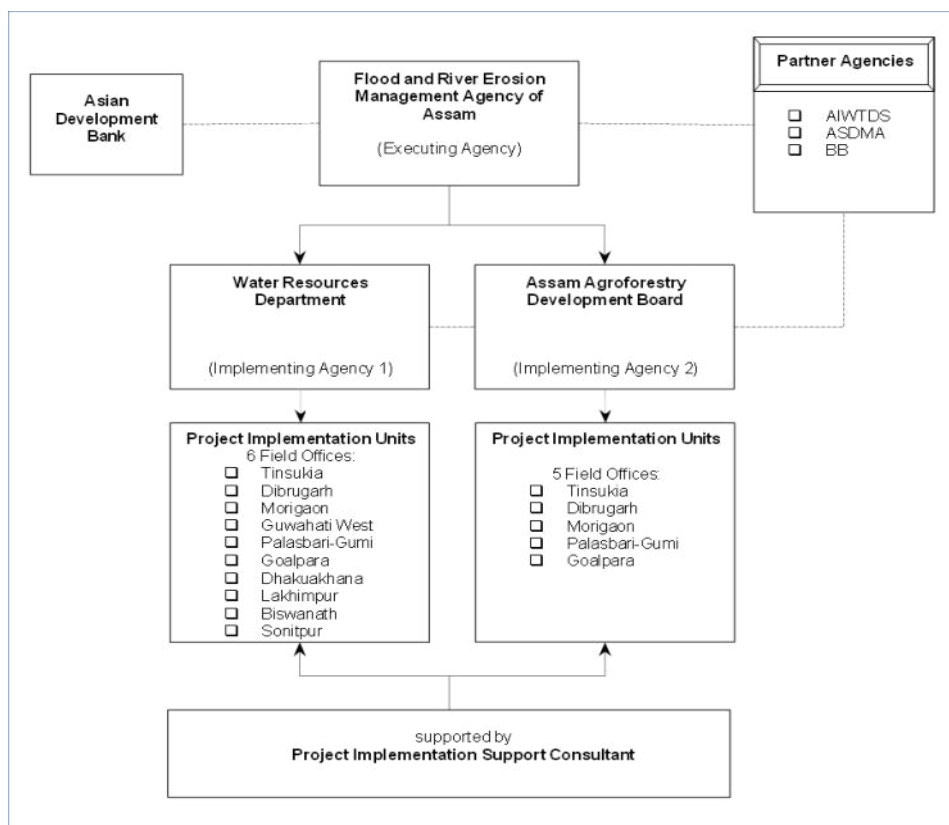 Asian
Development
Bank
Flood and River Erosion
Management Agency of
Assam
(Executing Agency)
Partner Agencies
❑ AIWTDS
❑ ASDMA
❑ BB
Water Resources
Department
(Implementing Agency 1)
Assam Agroforestry
Development Board
(Implementing Agency 2)
Project Implementation Units
6 Field Offices:
❑ Tinsukia
❑ Dibrugarh
❑ Morigaon
❑ Guwahati West
❑ Palasbari-Gumi
❑ Goalpara
❑ Dhakuakhana
❑ Lakhimpur
❑ Biswanath
❑ Sonitpur
Project Implementation Units
5 Field Offices:
❑ Tinsukia
❑ Dibrugarh
❑ Morigaon
❑ Palasbari-Gumi
❑ Goalpara
supported by
Project Implementation Support Consultant